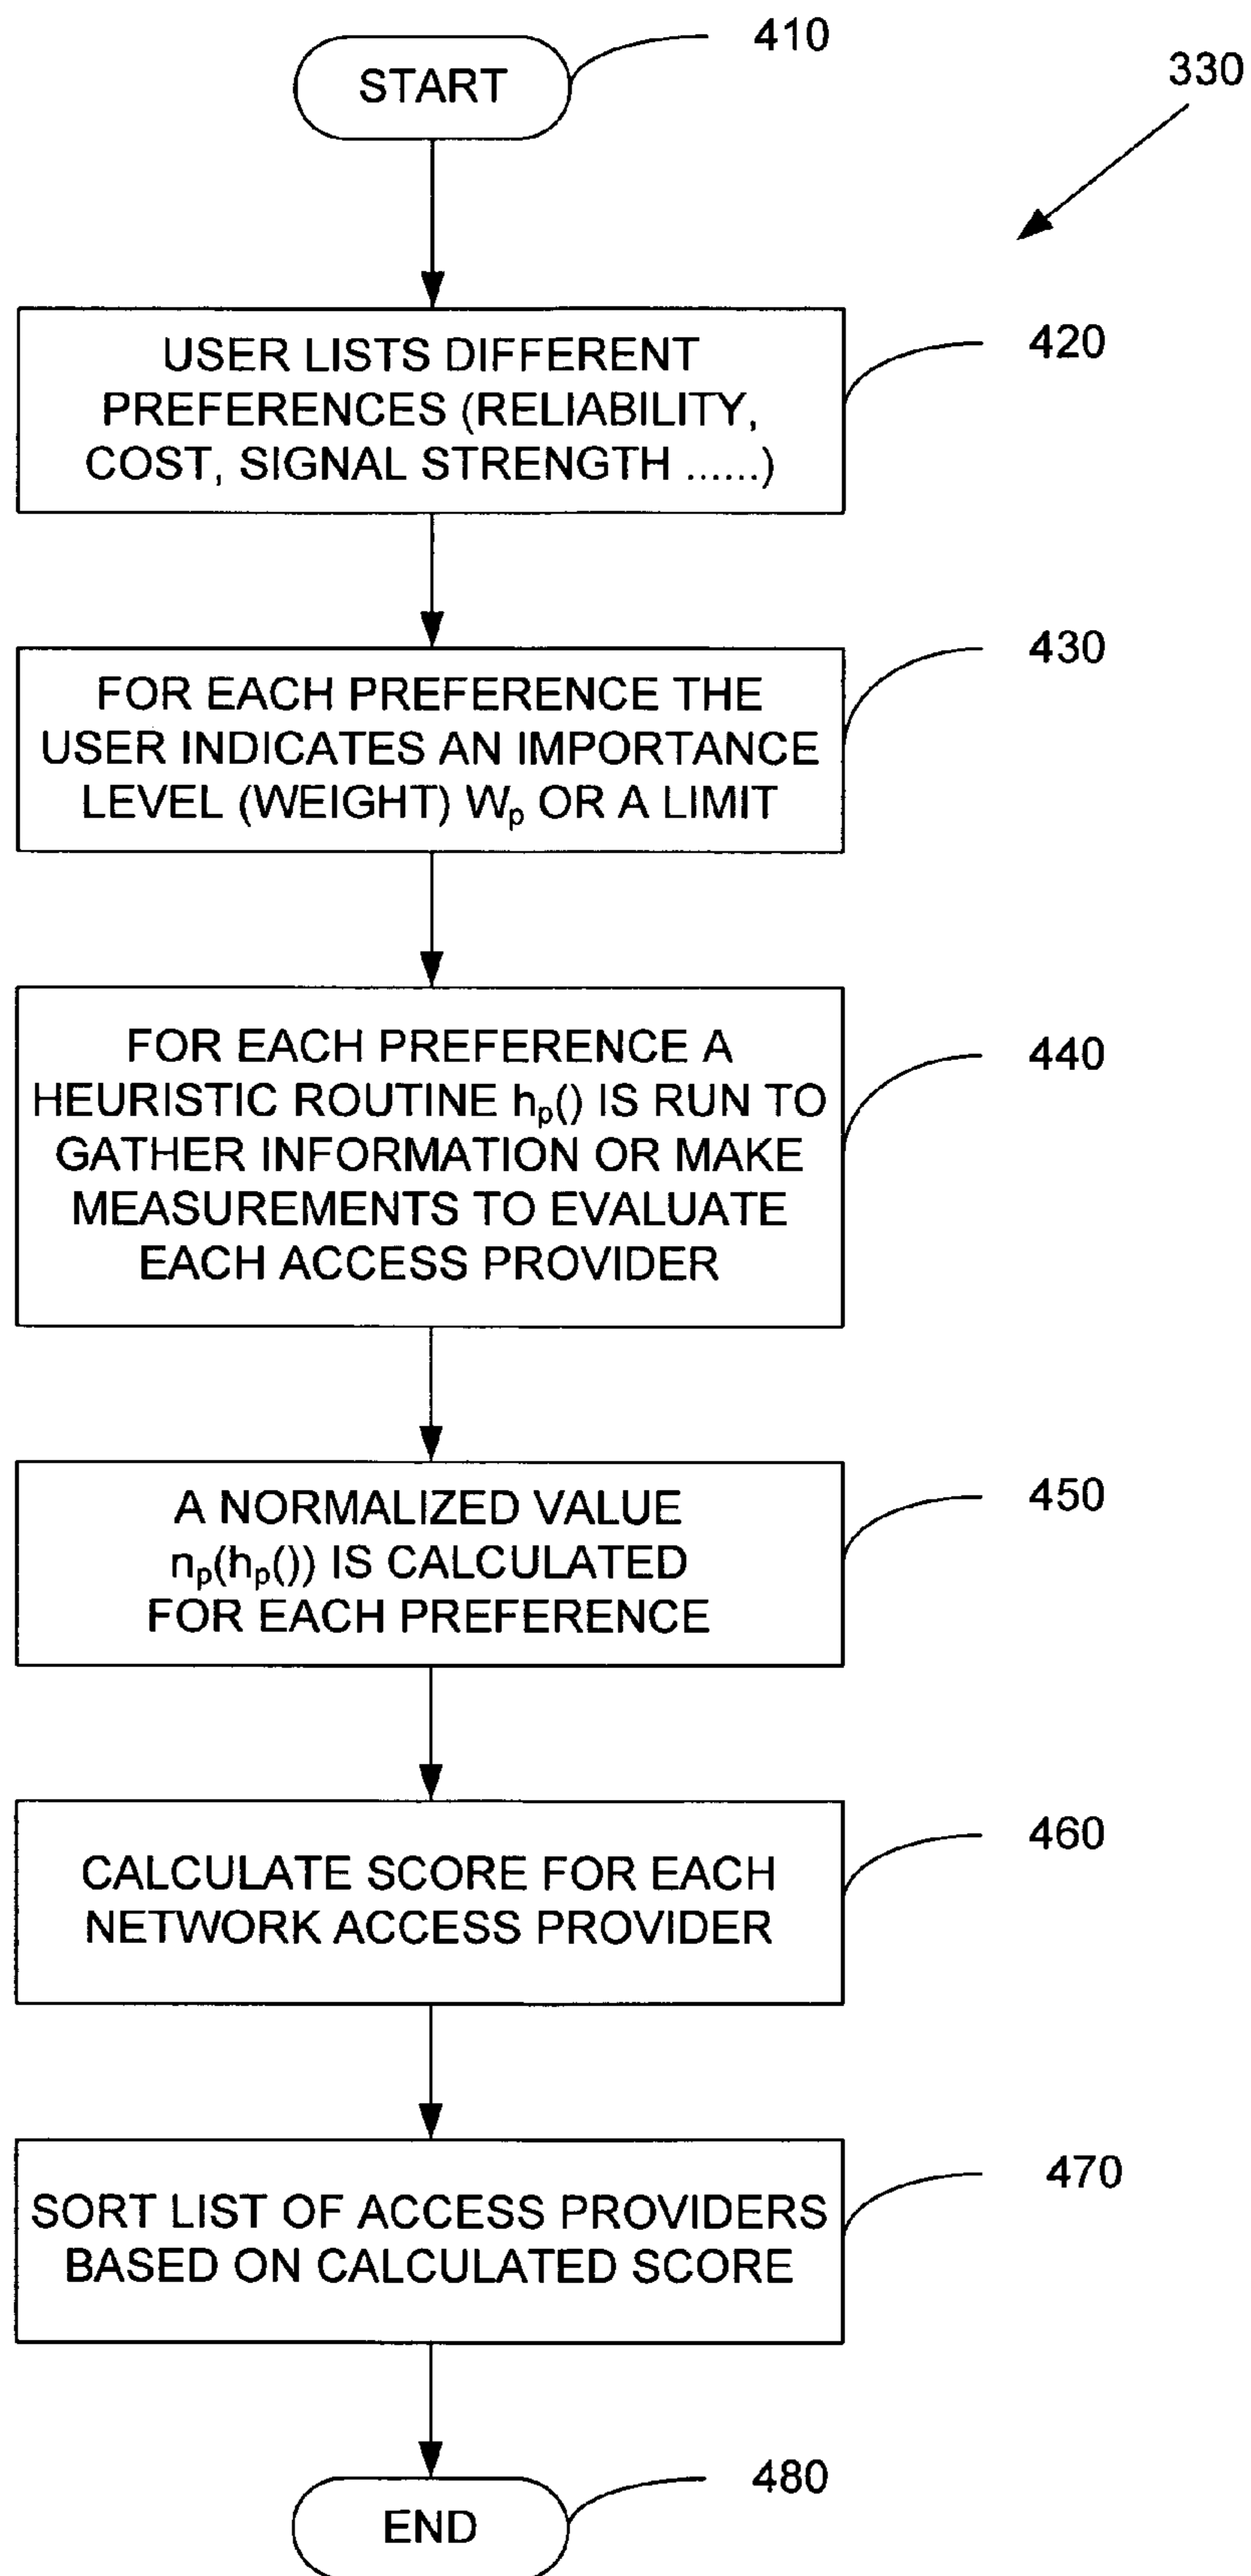 START
410
330
USER LISTS DIFFERENT
PREFERENCES (RELIABILITY,
COST, SIGNAL STRENGTH ......)
420
FOR EACH PREFERENCE THE
USER INDICATES AN IMPORTANCE
LEVEL (WEIGHT) Wp OR A LIMIT
430
FOR EACH PREFERENCE A
HEURISTIC ROUTINE hp() IS RUN TO
GATHER INFORMATION OR MAKE
MEASUREMENTS TO EVALUATE
EACH ACCESS PROVIDER
440
A NORMALIZED VALUE
np(hp()) IS CALCULATED
FOR EACH PREFERENCE
450
CALCULATE SCORE FOR EACH
NETWORK ACCESS PROVIDER
460
SORT LIST OF ACCESS PROVIDERS
BASED ON CALCULATED SCORE
470
END
480